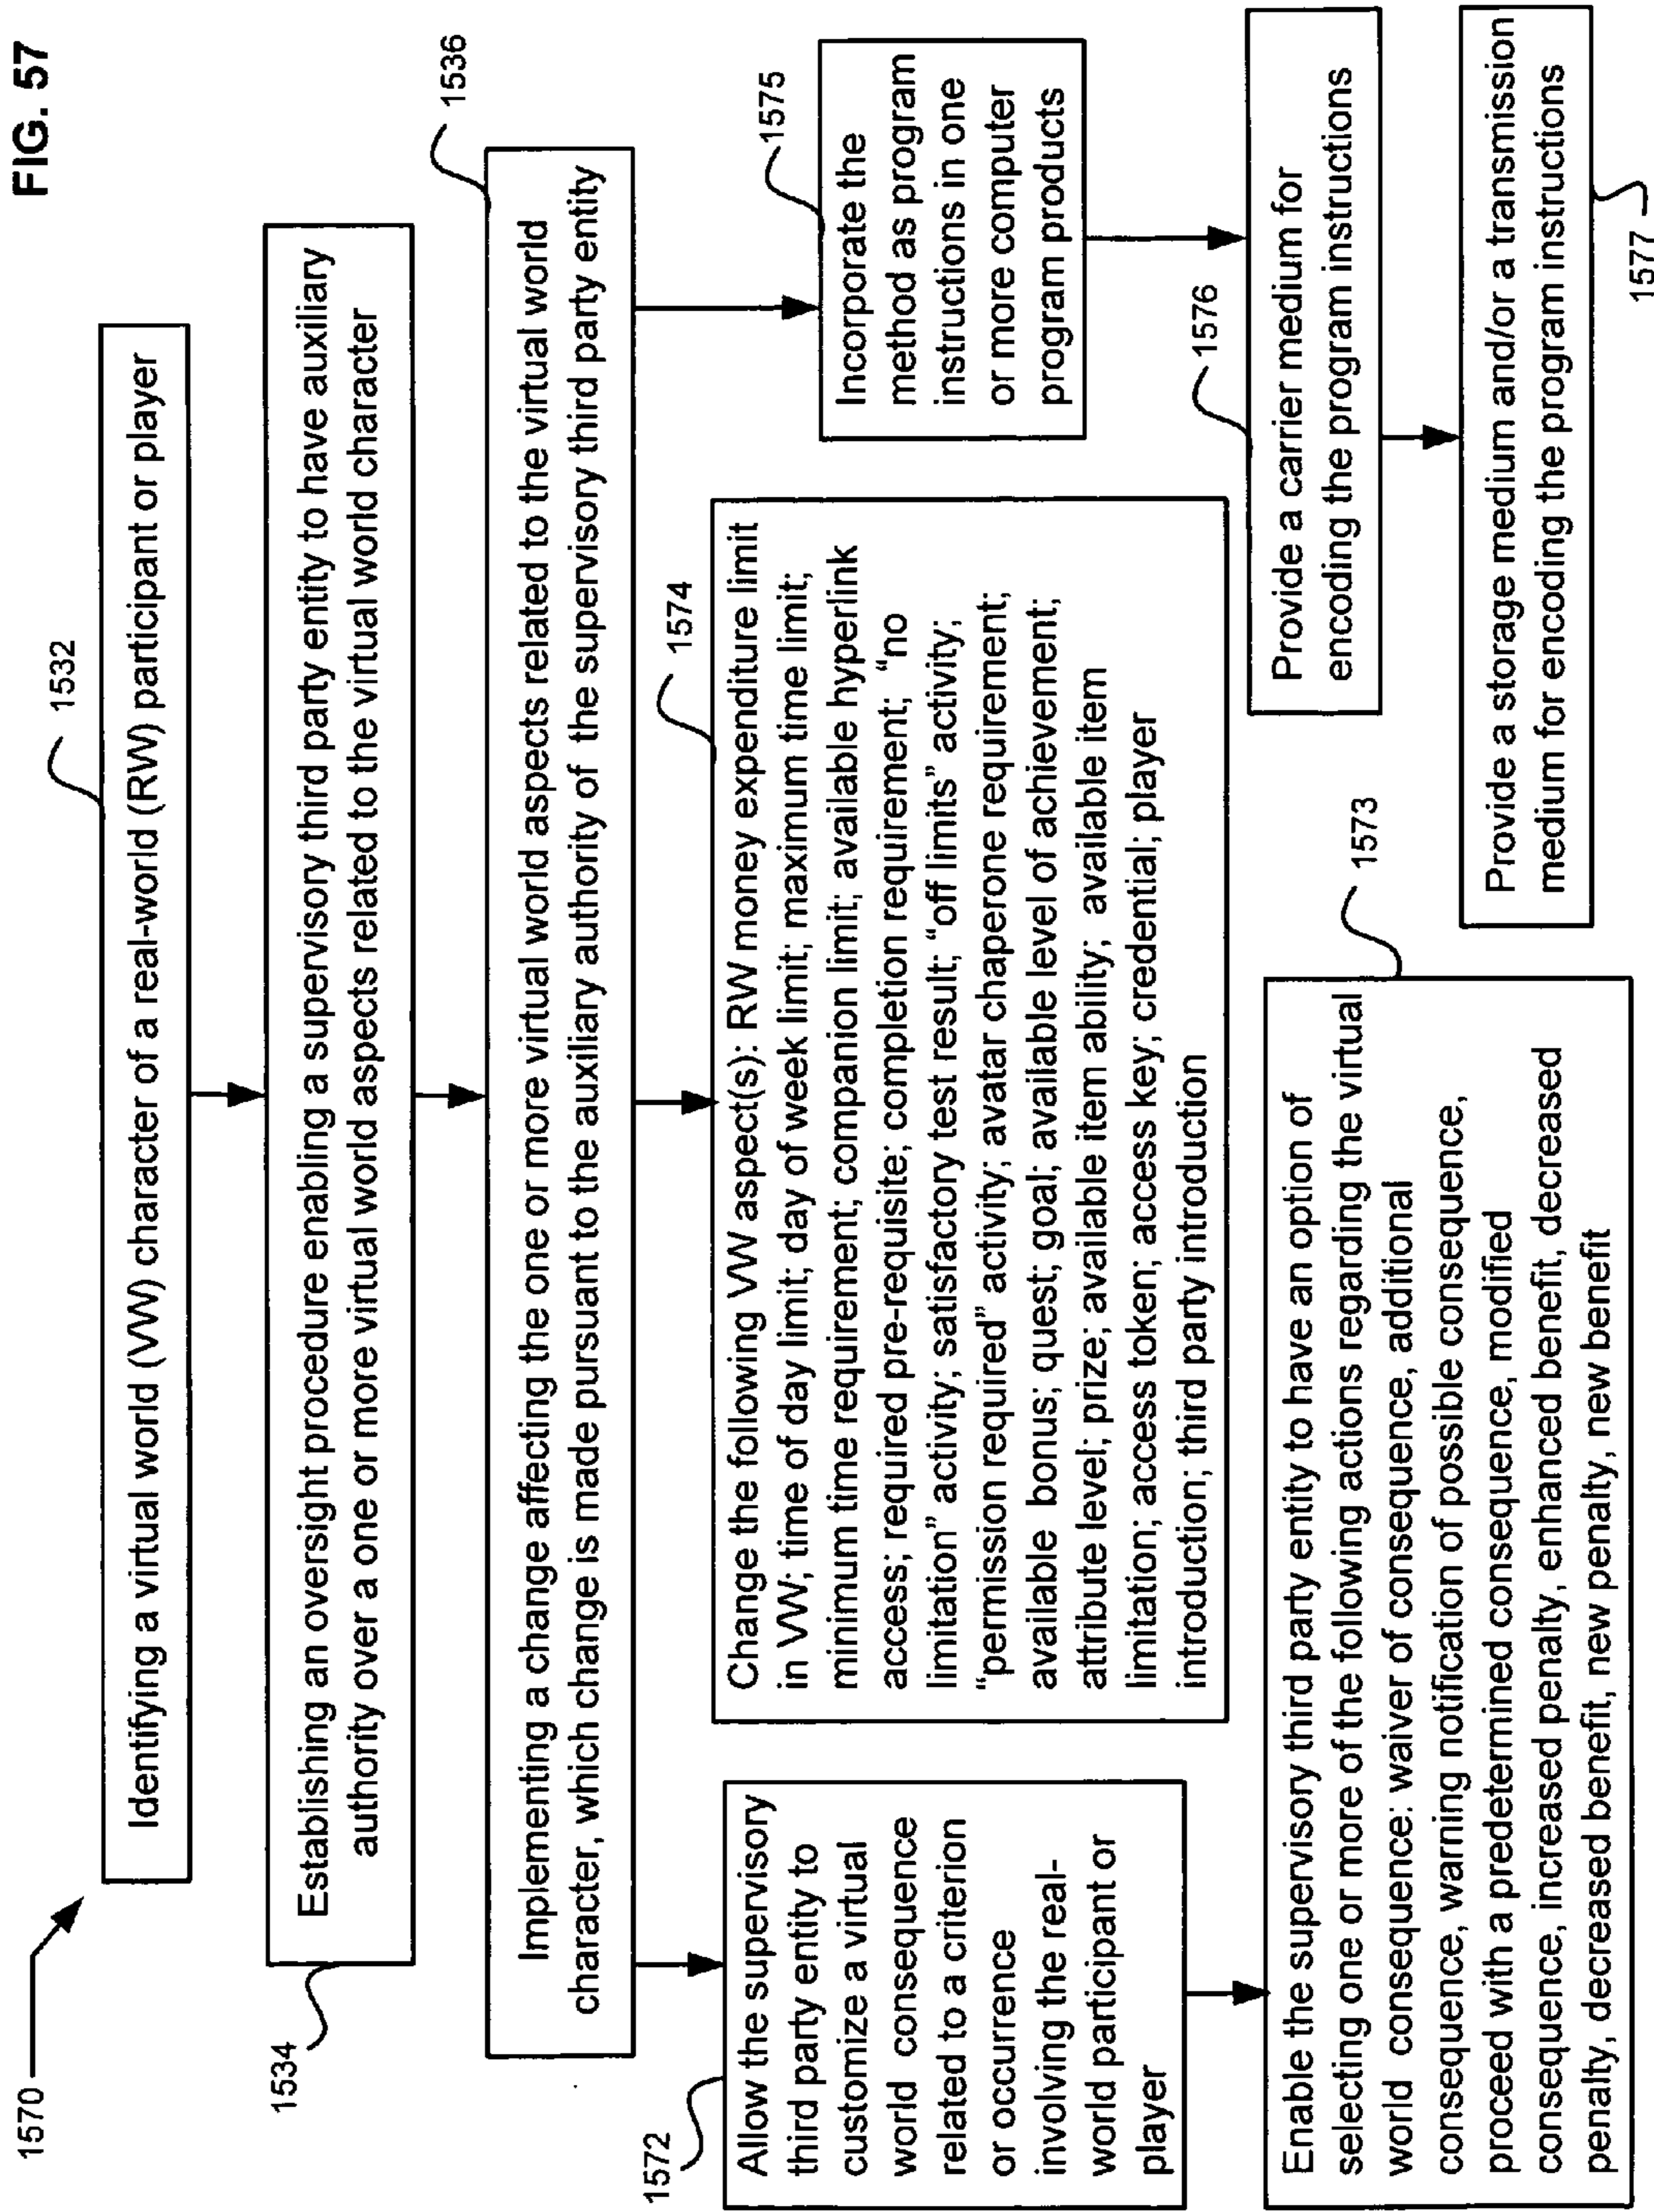 FIG. 57
1570
1532
Identifying a virtual world (VW) character of a real-world (RW) participant or player
1534
Establishing an oversight procedure enabling a supervisory third party entity to have auxiliary
authority over a one or more virtual world aspects related to the virtual world character
1536
Implementing a change affecting the one or more virtual world aspects related to the virtual world
character, which change is made pursuant to the auxiliary authority of the supervisory third party entity
1572
Allow the supervisory
third party entity to
customize a virtual
world consequence
related to a criterion
or occurrence
involving the real-
world participant or
player
1574
Change the following VW aspect(s): RW money expenditure limit
in VW; time of day limit; day of week limit; maximum time limit;
minimum time requirement; companion limit; available hyperlink
access; required pre-requisite; completion requirement; “no
limitation” activity; satisfactory test result; “off limits” activity;
“permission required” activity; avatar chaperone requirement;
available bonus; quest; goal; available level of achievement;
attribute level; prize; available item ability; available item
limitation; access token; access key; credential; player
introduction; third party introduction
1575
Incorporate the
method as program
instructions in one
or more computer
program products
1573
Enable the supervisory third party entity to have an option of
selecting one or more of the following actions regarding the virtual
world consequence: waiver of consequence, additional
consequence, warning notification of possible consequence,
proceed with a predetermined consequence, modified
consequence, increased penalty, enhanced benefit, decreased
penalty, decreased benefit, new penalty, new benefit
1576
Provide a carrier medium for
encoding the program instructions
Provide a storage medium and/or a transmission
medium for encoding the program instructions
1577